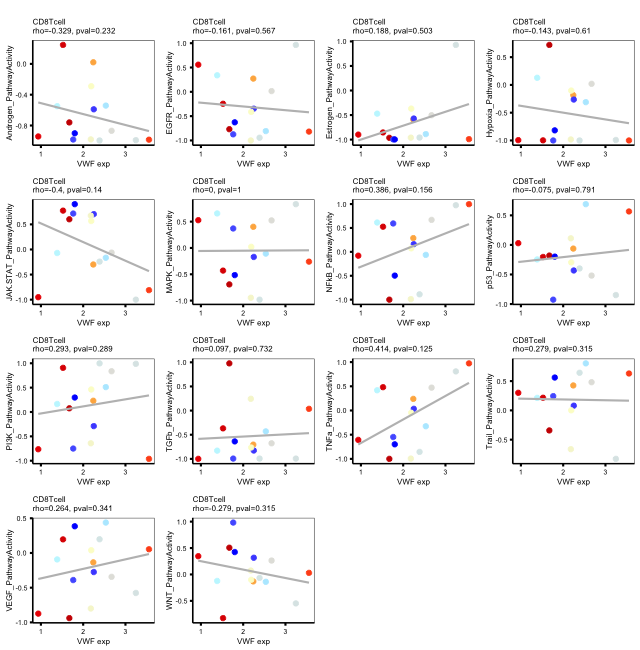 CD8Tcell
rho=-0.329, pval=0.232
Androgen_PathwayActivity
0.0
-0.4
-0.8
1 2 3
VWF exp
CD8Tcell
rho=-0.161, pval=0.567
EGFR_PathwayActivity
1.0
0.5
0.0
-0.5
-1.0
1 2 3
VWF exp
CD8Tcell
rho=0.188, pval=0.503
Estrogen_PathwayActivity
1.0
0.5
0.0
-0.5
-1.0
1 2 3
VWF exp
CD8Tcell
rho=-0.143, pval=0.61
Hypoxia_PathwayActivity
0.5
0.0
-0.5
-1.0
1 2 3
VWF exp
CD8Tcell
rho=-0.4, pval=0.14
JAK.STAT_PathwayActivity
1.0
0.5
0.0
-0.5
-1.0
1 2 3
VWF exp
CD8Tcell
rho=0, pval=1
MAPK_PathwayActivity
1.0
0.5
0.0
-0.5
-1.0
1 2 3
VWF exp
CD8Tcell
rho=0.386, pval=0.156
NFkB_PathwayActivity
1.0
0.5
0.0
-0.5
-1.0
1 2 3
VWF exp
CD8Tcell
rho=-0.075, pval=0.791
p53_PathwayActivity
0.5
0.0
-0.5
-1.0
1 2 3
VWF exp
CD8Tcell
rho=0.293, pval=0.289
PI3K_PathwayActivity
1.0
0.5
0.0
-0.5
-1.0
1 2 3
VWF exp
CD8Tcell
rho=0.097, pval=0.732
TGFb_PathwayActivity
1.0
0.5
0.0
-0.5
-1.0
1 2 3
VWF exp
CD8Tcell
rho=0.414, pval=0.125
TNFa_PathwayActivity
1.0
0.5
0.0
-0.5
-1.0
1 2 3
VWF exp
CD8Tcell
rho=0.279, pval=0.315
Trail_PathwayActivity
0.5
0.0
-0.5
-1.0
1 2 3
VWF exp
CD8Tcell
rho=0.264, pval=0.341
VEGF_PathwayActivity
0.5
0.0
-0.5
-1.0
1 2 3
VWF exp
CD8Tcell
rho=-0.279, pval=0.315
WNT_PathwayActivity
1.0
0.5
0.0
-0.5
1 2 3
VWF exp